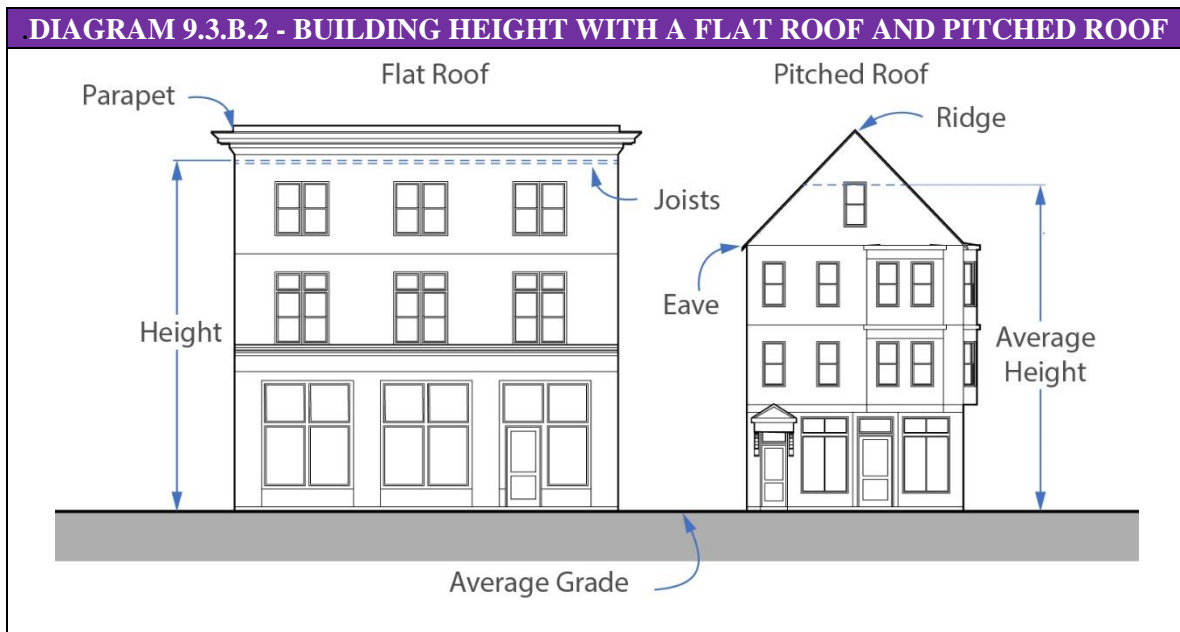 .DIAGRAM 9.3.B.2 - BUILDING HEIGHT WITH A FLAT ROOF AND PITCHED ROOF
Flat Roof
Pitched Roof
Parapet
Ridge
Joists
Eave
Height
Average
Height
Average Grade